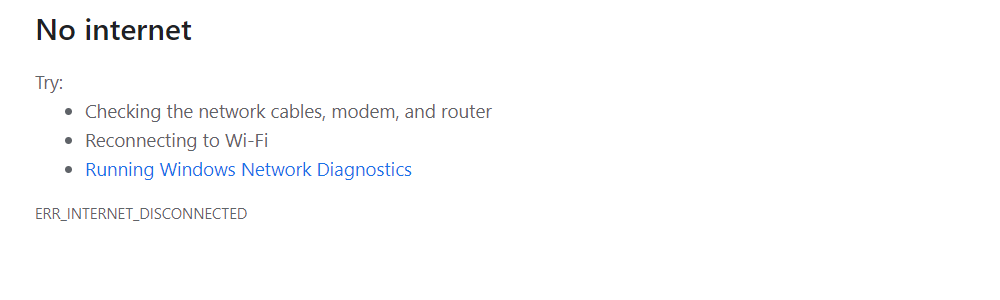 No internet
Try:
Checking the network cables, modem, and router
Reconnecting to Wi-Fi
Running Windows Network Diagnostics
ERR_INTERNET_DISCONNECTED